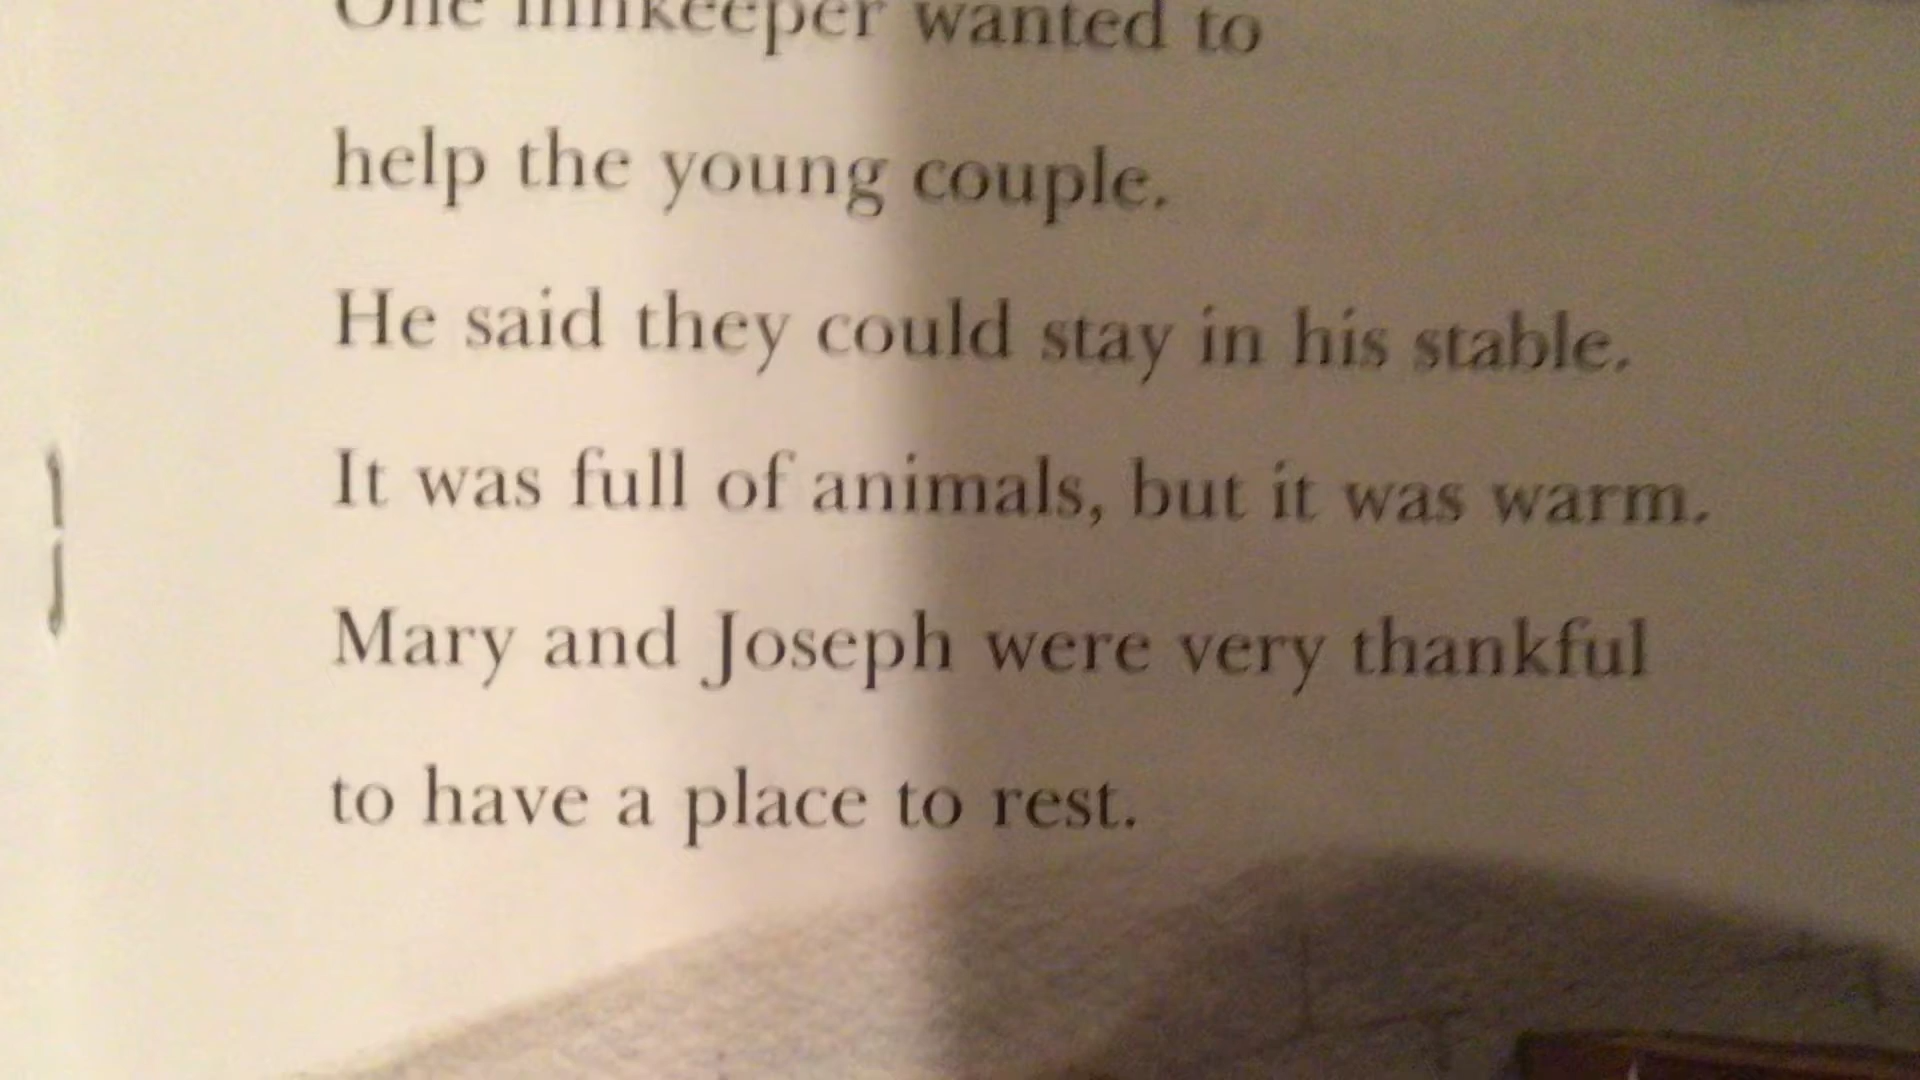 One innkeeper wanted to
help the young couple.
He said they could stay in his stable.
It was full of animals, but it was warm.
Mary and Joseph were very thankful
to have a place to rest.